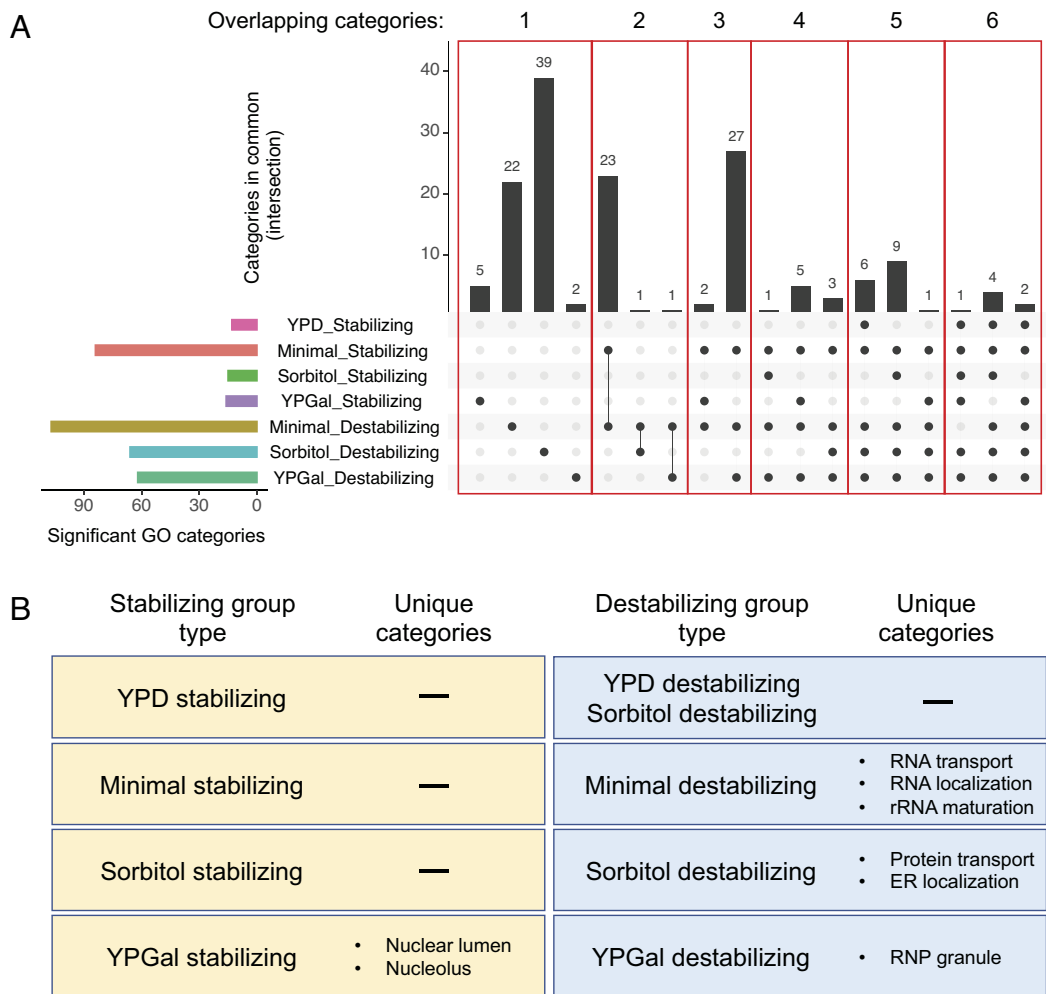 A
Overlapping categories: 1 2 3 4 5 6
Categories in common
(intersection)
40
30
20
10
5 22 39 2 23 1 1 2 27 1 5 3 6 9 1 1 4 2
YPD_Stabilizing
Minimal_Stabilizing
Sorbitol_Stabilizing
YPGal_Stabilizing
Minimal_Destabilizing
Sorbitol_Destabilizing
YPGal_Destabilizing
90 60 30 0
Significant GO categories
B
Stabilizing group
type
Unique
categories
Destabilizing group
type
Unique
categories
YPD stabilizing
—
YPD destabilizing
Sorbitol destabilizing
—
Minimal stabilizing
—
Minimal destabilizing
• RNA transport
• RNA localization
• rRNA maturation
Sorbitol stabilizing
—
Sorbitol destabilizing
• Protein transport
• ER localization
YPGal stabilizing
• Nuclear lumen
• Nucleolus
YPGal destabilizing
• RNP granule